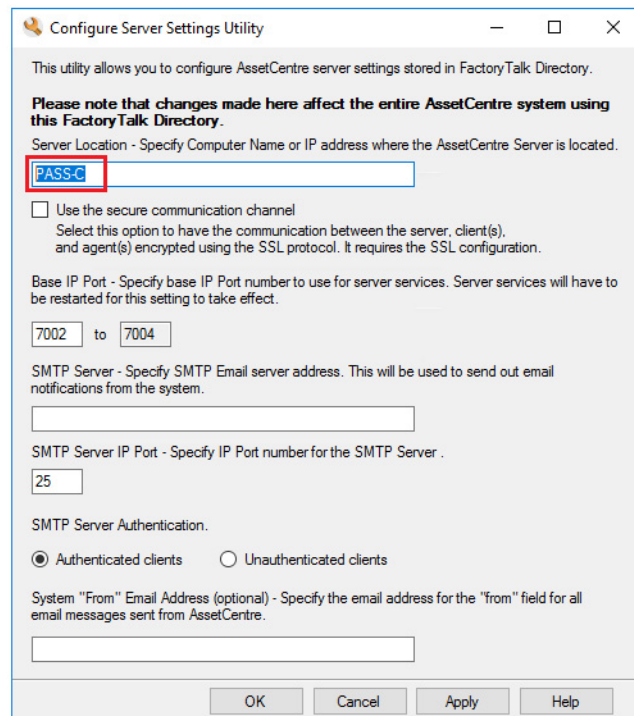 Configure Server Settings Utility
This utility allows you to configure AssetCentre server settings stored in FactoryTalk Directory.
Please note that changes made here affect the entire AssetCentre system using
this FactoryTalk Directory.
Server Location - Specify Computer Name or IP address where the AssetCentre Server is located.
PASS-C
Use the secure communication channel
Select this option to have the communication between the server, client(s),
and agent(s) encrypted using the SSL protocol. It requires the SSL configuration.
Base IP Port - Specify base IP Port number to use for server services. Server services will have to
be restarted for this setting to take effect.
7002 to 7004
SMTP Server - Specify SMTP Email server address. This will be used to send out email
notifications from the system.
SMTP Server IP Port - Specify IP Port number for the SMTP Server .
25
SMTP Server Authentication.
Authenticated clients Unauthenticated clients
System "From" Email Address (optional) - Specify the email address for the "from" field for all
email messages sent from AssetCentre.
OK Cancel Apply Help